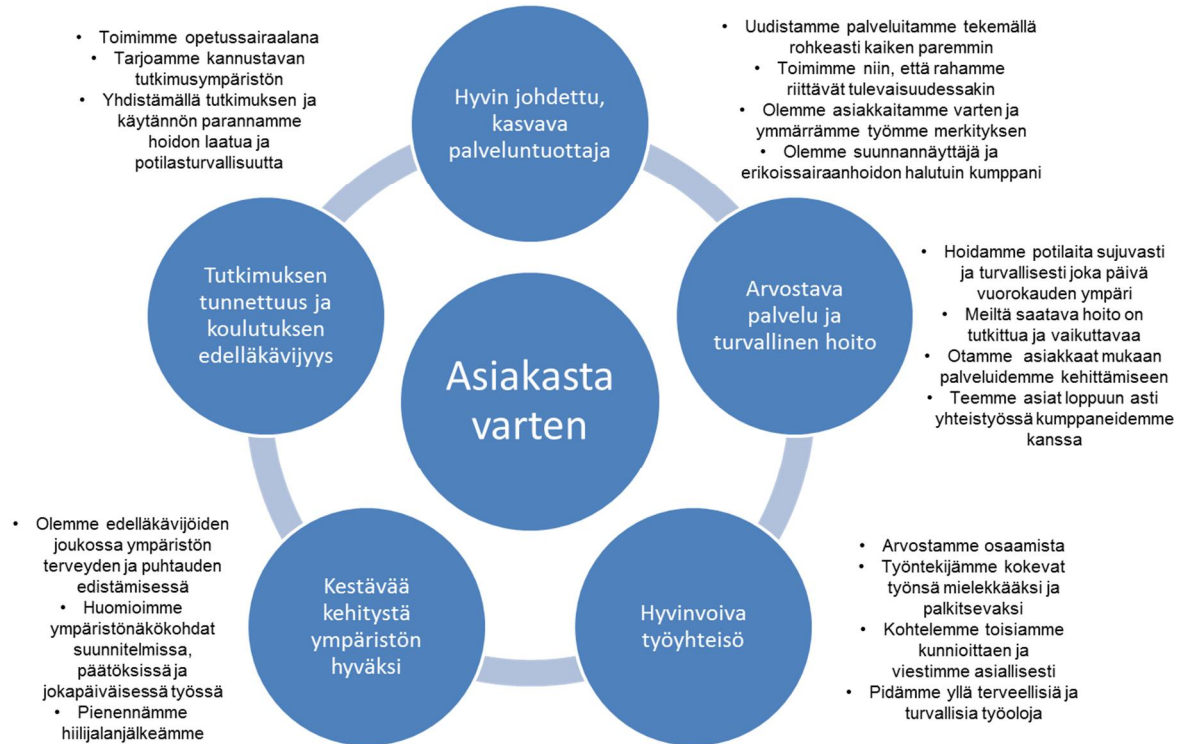 • Toimimme opetussairaalana
• Tarjoamme kannustavan
tutkimusympäristön
• Yhdistämällä tutkimuksen ja
käytännön parannamme
hoidon laatua ja
potilasturvallisuutta
Hyvin johdettu,
kasvava
palveluntuottaja
• Uudistamme palveluitamme tekemällä
rohkeasti kaiken paremmin
• Toimimme niin, että rahamme
riittävät tulevaisuudessakin
• Olemme asiakkaitamme varten ja
ymmärrämme työmme merkityksen
• Olemme suunnannäyttäjä ja
erikoissairaanhoidon halutuin kumppani
Tutkimuksen
tunnettuus ja
koulutuksen
edelläkävijyys
Asiakasta
varten
Arvostava
palvelu ja
turvallinen hoito
• Hoidamme potilaita sujuvasti
ja turvallisesti joka päivä
vuorokauden ympäri
• Meiltä saatava hoito on
tutkittua ja vaikuttavaa
• Otamme asiakkaat mukaan
palveluidemme kehittämiseen
• Teemme asiat loppuun asti
yhteistyössä kumppaneidemme
kanssa
• Olemme edelläkävijöiden
joukossa ympäristön
terveyden ja puhtauden
edistämisessä
• Huomioimme
ympäristönäkökohdat
suunnitelmissa,
päätöksissä ja
jokapäiväisessä työssä
• Pienennämme
hiilijalanjälkeämme
Kestävää
kehitystä
ympäristön
hyväksi
Hyvinvoiva
työyhteisö
• Arvostamme osaamista
• Työntekijämme kokevat
työnsä mielekkääksi ja
palkitsevaksi
• Kohtelemme toisiamme
kunnioittaen ja
viestimme asiallisesti
• Pidämme yllä terveellisiä ja
turvallisia työoloja